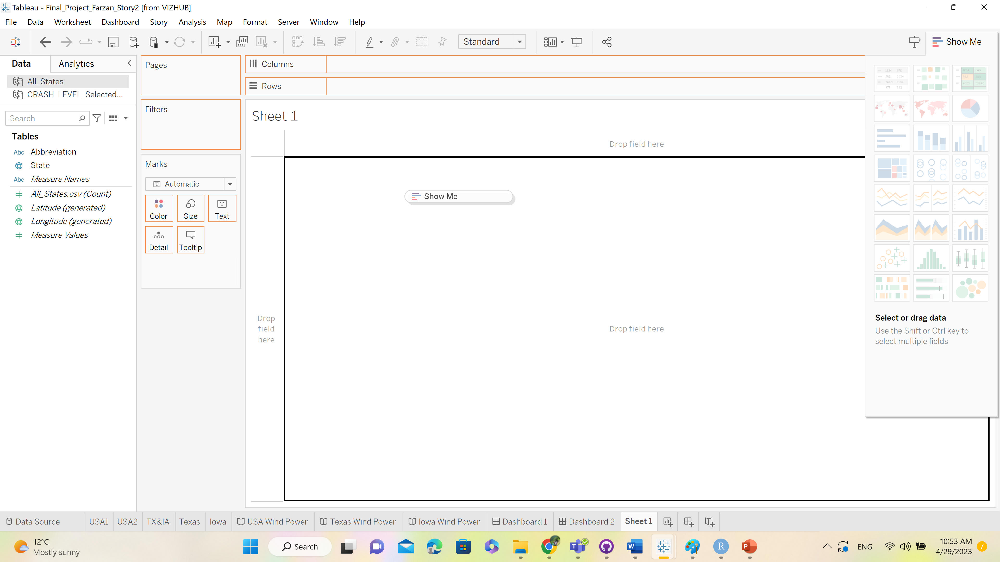 Tableau - Final_Project_Farzan_Story2 [from VIZHUB]
File Data Worksheet Dashboard Story Analysis Map Format Server Window Help
Standard
Show Me
Data
Analytics
All_States
CRASH_LEVEL_Selected...
Search
Tables
Abc Abbreviation
State
Abc Measure Names
All_States.csv (Count)
Latitude (generated)
Longitude (generated)
Measure Values
Pages
Filters
Marks
Automatic
Color Size Text
Detail Tooltip
Columns
Rows
Sheet 1
Drop field here
Show Me
Drop
field
here
Drop field here
Select or drag data
Use the Shift or Ctrl key to
select multiple fields
Data Source USA1 USA2 TX&IA Texas Iowa USA Wind Power Texas Wind Power Iowa Wind Power Dashboard 1 Dashboard 2 Sheet 1
12°C
Mostly sunny
Search
ENG
10:53 AM
4/29/2023
7